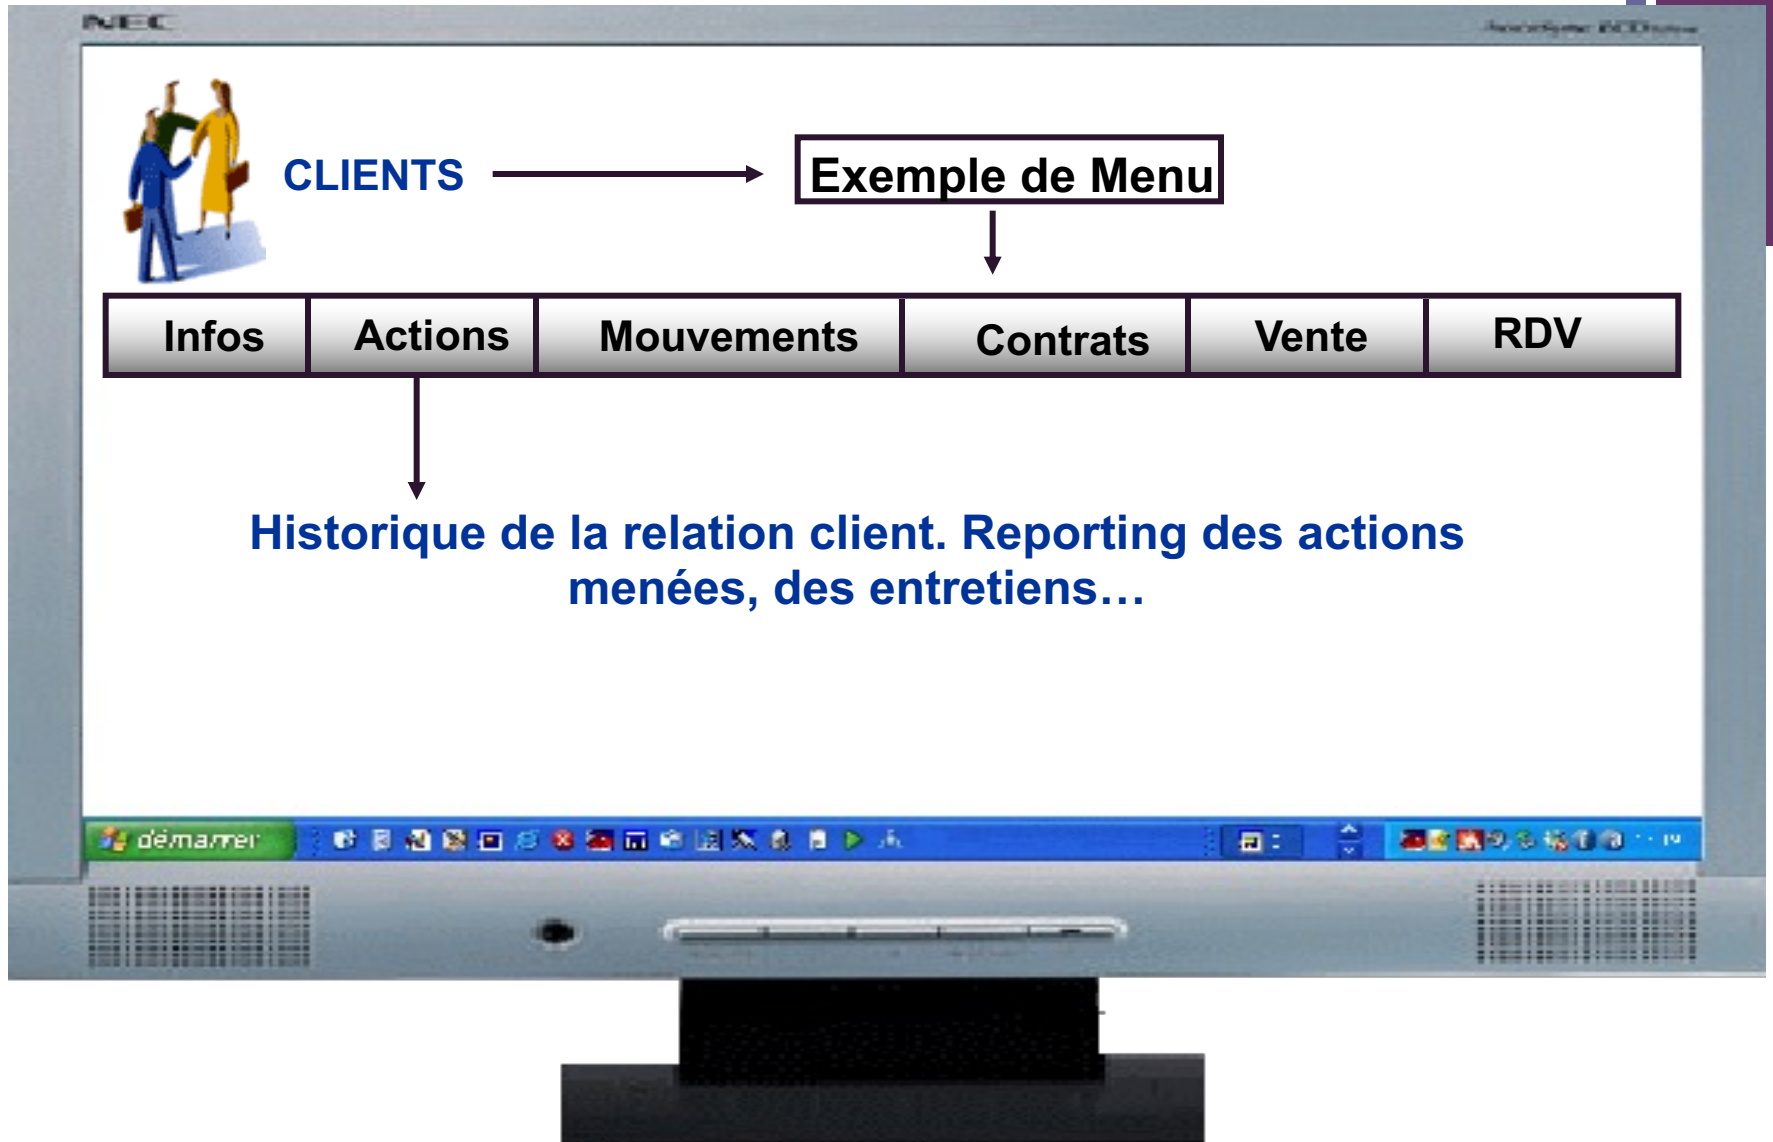 NEC
CLIENTS
Exemple de Menu
Infos
Actions
Mouvements
Contrats
Vente
RDV
Historique de la relation client. Reporting des actions
menées, des entretiens…
démarrer